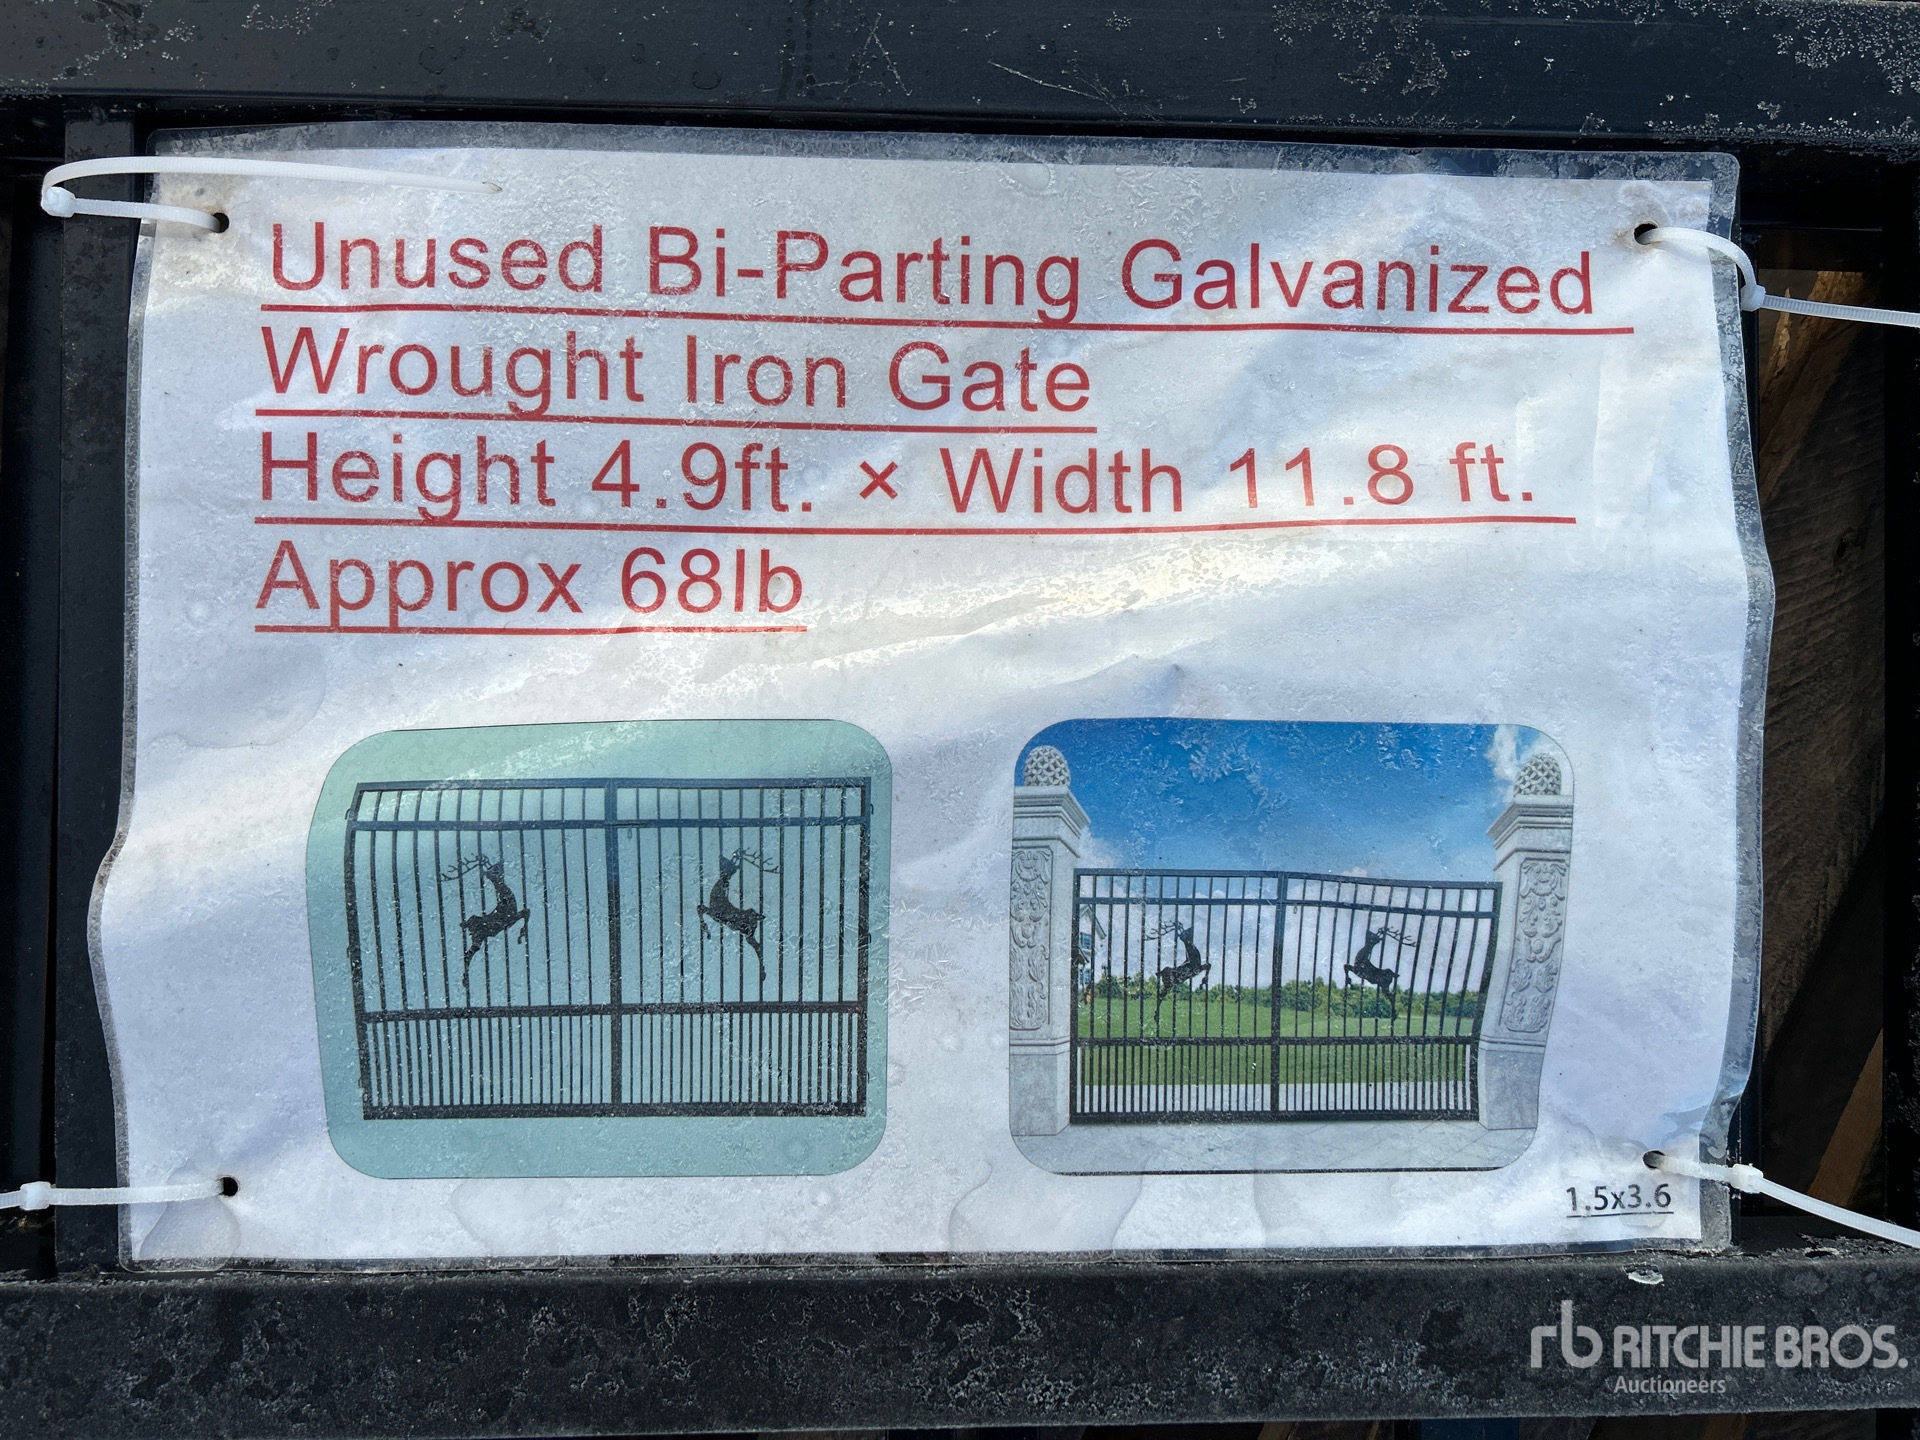 Unused Bi-Parting Galvanized
Wrought Iron Gate
Height 4.9ft. × Width 11.8 ft.
Approx 68lb
1.5x3.6
rb RITCHIE BROS.
Auctioneers